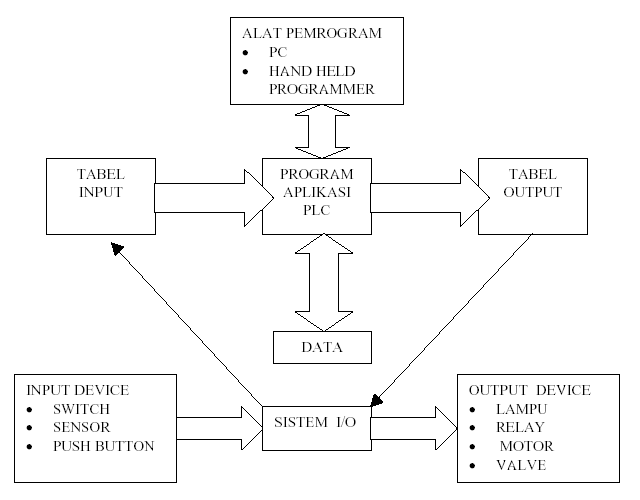 ALAT PEMROGRAM
• PC
• HAND HELD
PROGRAMMER
TABEL
INPUT
PROGRAM
APLIKASI
PLC
TABEL
OUTPUT
DATA
INPUT DEVICE
• SWITCH
• SENSOR
• PUSH BUTTON
SISTEM I/O
OUTPUT DEVICE
• LAMPU
• RELAY
• MOTOR
• VALVE